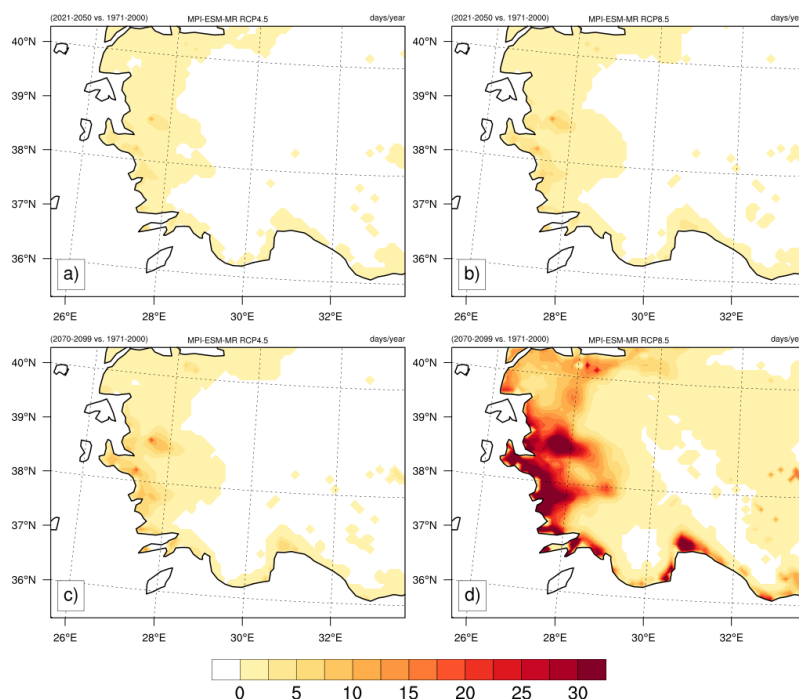 (2021-2050 vs. 1971-2000) MPI-ESM-MR RCP4.5 days/year
40°N
39°N
38°N
37°N
36°N
a)
26°E 28°E 30°E 32°E
(2021-2050 vs. 1971-2000) MPI-ESM-MR RCP8.5 days/year
40°N
39°N
38°N
37°N
36°N
b)
26°E 28°E 30°E 32°E
(2070-2099 vs. 1971-2000) MPI-ESM-MR RCP4.5 days/year
40°N
39°N
38°N
37°N
36°N
c)
26°E 28°E 30°E 32°E
(2070-2099 vs. 1971-2000) MPI-ESM-MR RCP8.5 days/year
40°N
39°N
38°N
37°N
36°N
d)
26°E 28°E 30°E 32°E
0 5 10 15 20 25 30